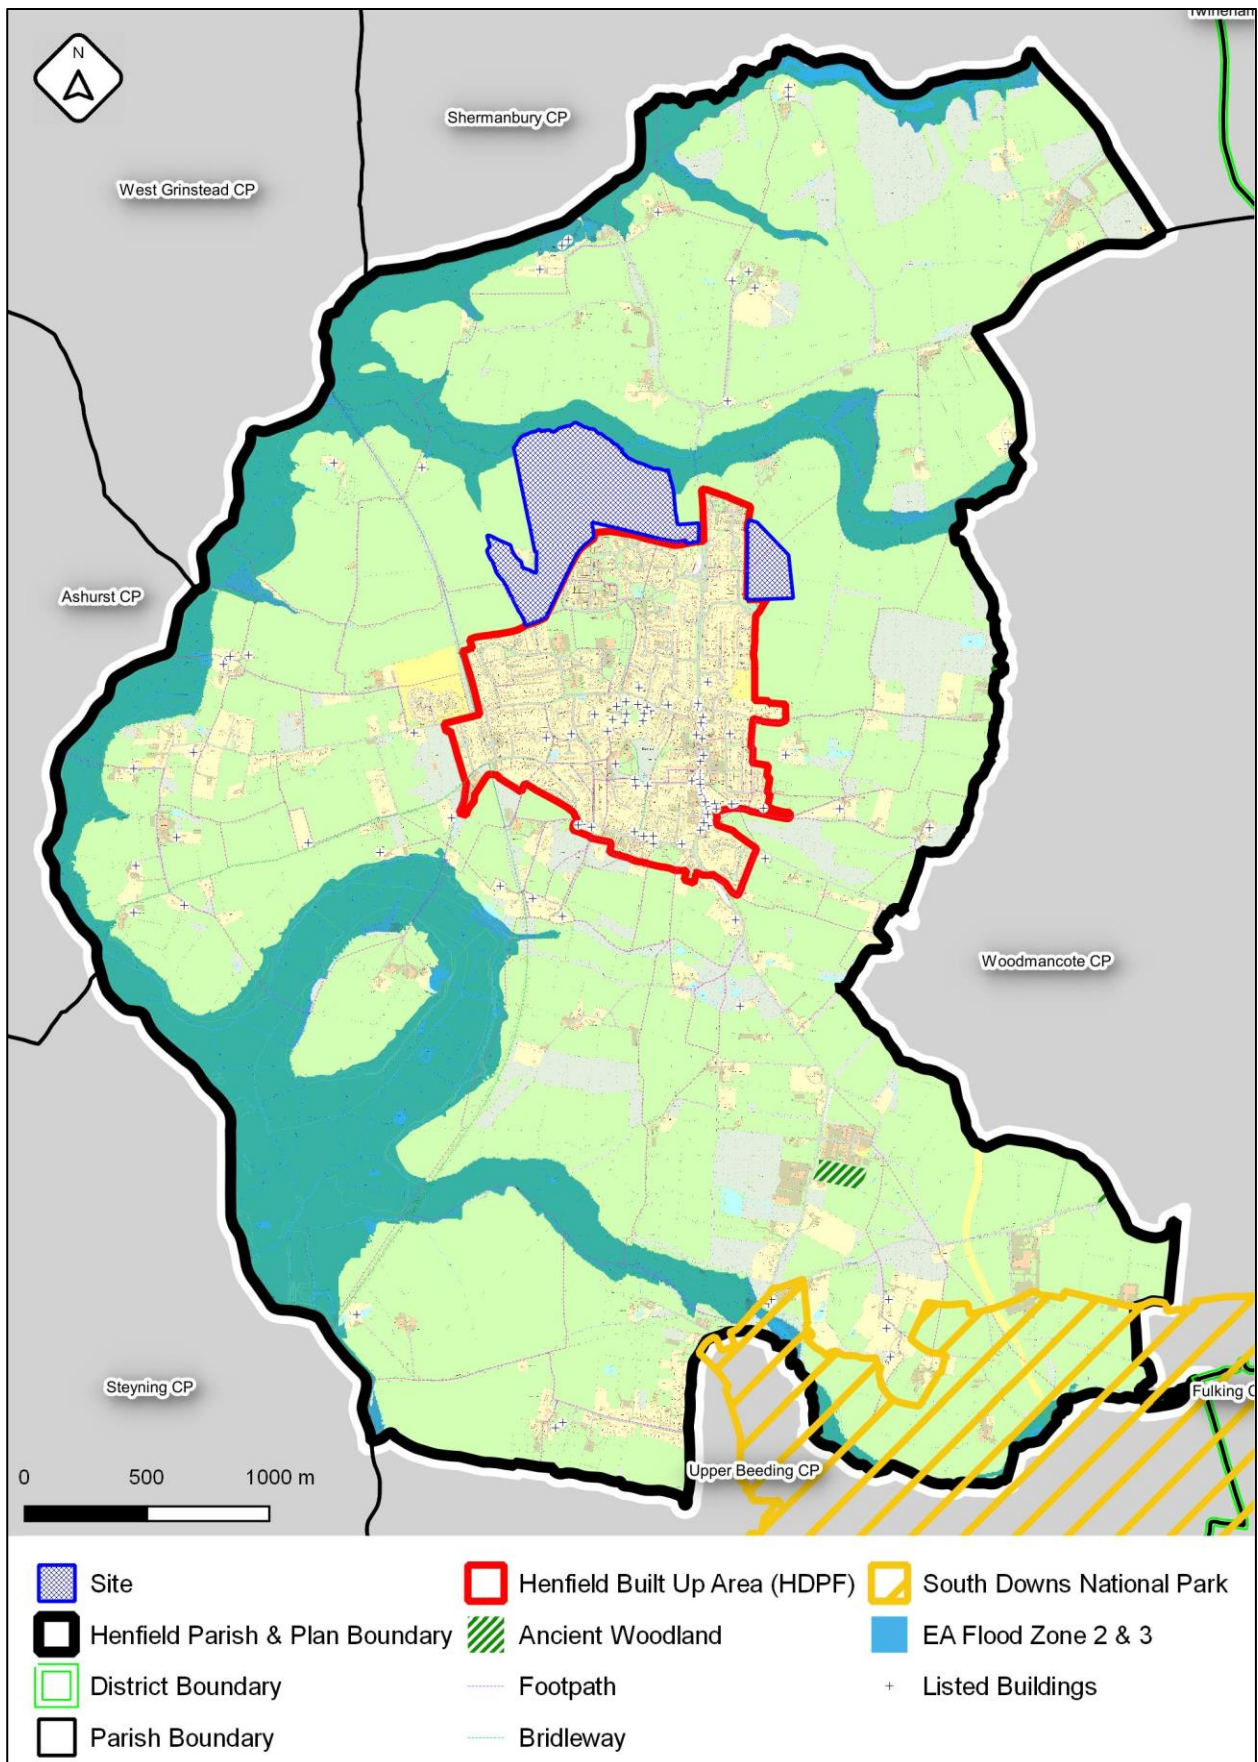 Twineham
N
Shermanbury CP
West Grinstead CP
Ashurst CP
Woodmancote CP
Steyning CP
Fulking C
Upper Beeding CP
0 500 1000 m
Site
Henfield Built Up Area (HDPF)
South Downs National Park
Henfield Parish & Plan Boundary
Ancient Woodland
EA Flood Zone 2 & 3
District Boundary
Footpath
Listed Buildings
Parish Boundary
Bridleway